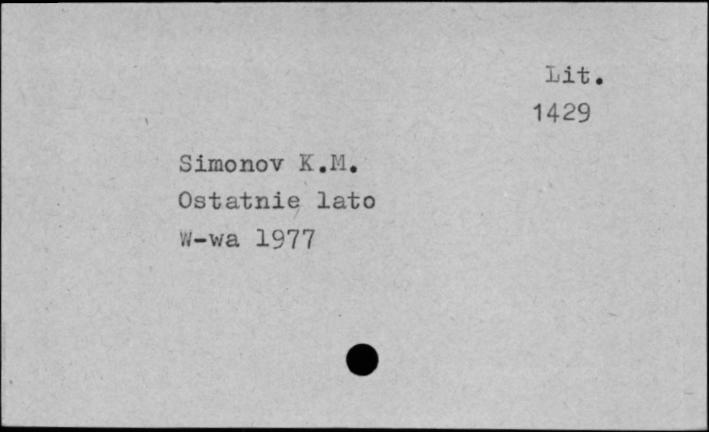 Lit.
1429
Simonov K.M.
Ostatnie lato
W-wa 1977